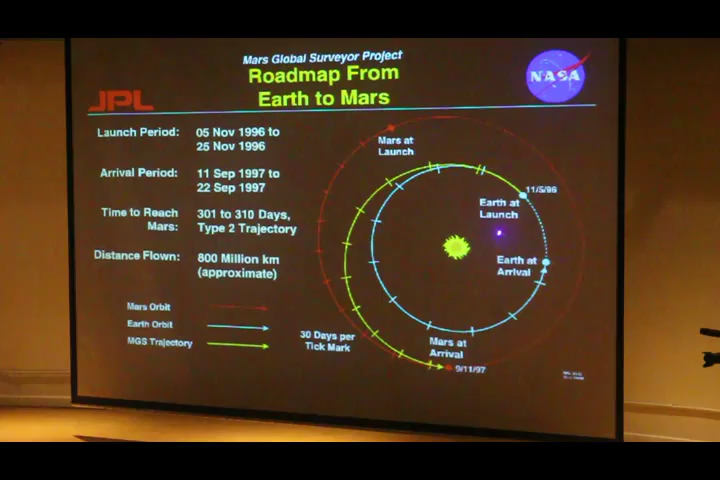 Mars Global Surveyor Project
Roadmap From
Earth to Mars
JPL
NASA
Launch Period: 05 Nov 1996 to
25 Nov 1996
Arrival Period: 11 Sep 1997 to
22 Sep 1997
Time to Reach 301 to 310 Days,
Mars: Type 2 Trajectory
Distance Flown: 800 Million km
(approximate)
Mars Orbit
Earth Orbit
MGS Trajectory
30 Days per
Tick Mark
Mars at
Launch
11/5/96
Earth at
Launch
Earth at
Arrival
Mars at
Arrival
9/11/97